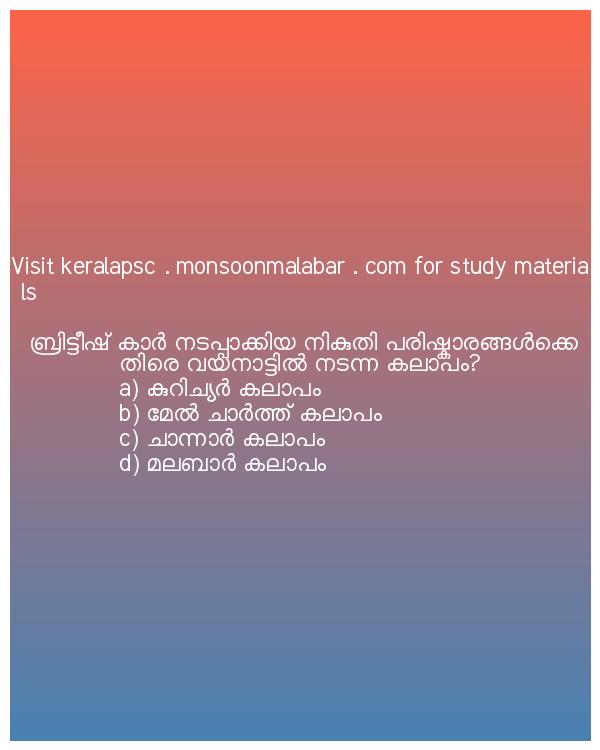 Visit keralapsc . monsoonmalabar . com for study materia
ls
ബ്രിട്ടീഷ് കാർ നടപ്പാക്കിയ നികുതി പരിഷ്കാരങ്ങൾക്കെ
തിരെ വയനാട്ടിൽ നടന്ന കലാപം?
a) കുറിച്യർ കലാപം
b) മേൽ ചാർത്ത് കലാപം
c) ചാന്നാർ കലാപം
d) മലബാർ കലാപം